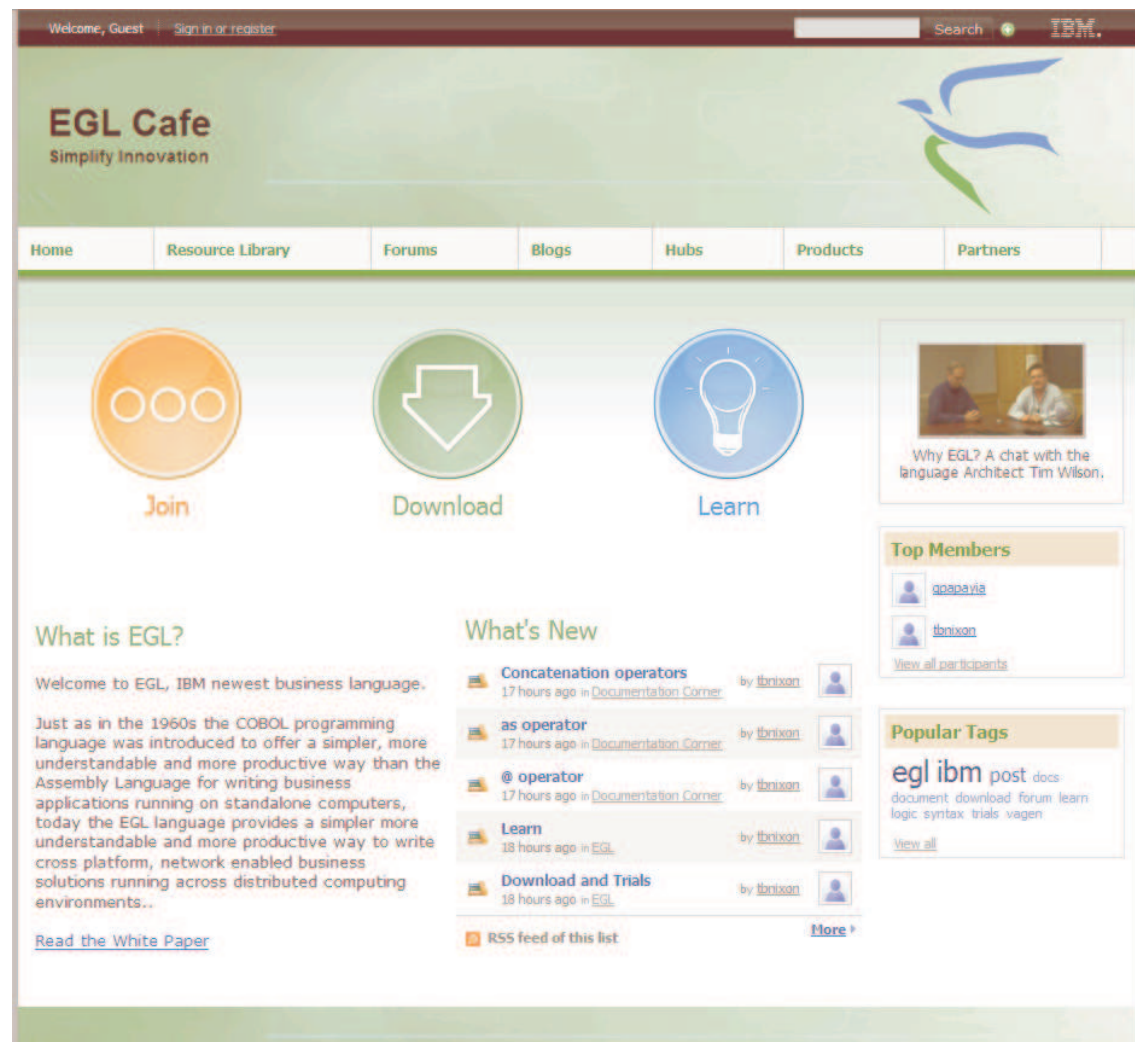 Welcome, Guest
Sign in or register
Search
IBM.
EGL Cafe
Simplify Innovation
Home
Resource Library
Forums
Blogs
Hubs
Products
Partners
Join
Download
Learn
Why EGL? A chat with the
language Architect Tim Wilson.
Top Members
gpapayia
tbnixon
View all participants
Popular Tags
egl ibm post docs
document download forum learn
logic syntax trials vagen
View all
What is EGL?
Welcome to EGL, IBM newest business language.
Just as in the 1960s the COBOL programming
language was introduced to offer a simpler, more
understandable and more productive way than the
Assembly Language for writing business
applications running on standalone computers,
today the EGL language provides a simpler more
understandable and more productive way to write
cross platform, network enabled business
solutions running across distributed computing
environments..
Read the White Paper
What's New
Concatenation operators
17 hours ago in Documentation Corner
by tbnixon
as operator
17 hours ago in Documentation Corner
by tbnixon
@ operator
17 hours ago in Documentation Corner
by tbnixon
Learn
18 hours ago in EGL
by tbnixon
Download and Trials
18 hours ago in EGL
by tbnixon
RSS feed of this list
More